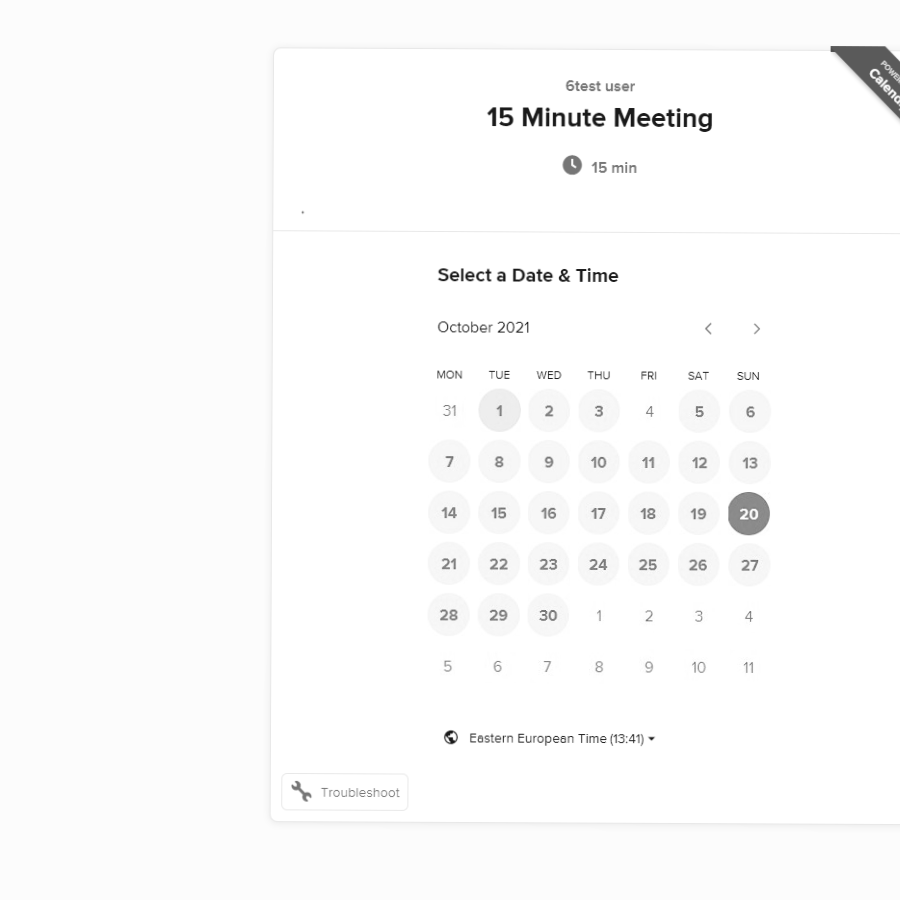 6test user
15 Minute Meeting
15 min
.
Select a Date & Time
October 2021
MON TUE WED THU FRI SAT SUN
31 1 2 3 4 5 6
7 8 9 10 11 12 13
14 15 16 17 18 19 20
21 22 23 24 25 26 27
28 29 30 1 2 3 4
5 6 7 8 9 10 11
Eastern European Time (13:41)
Troubleshoot